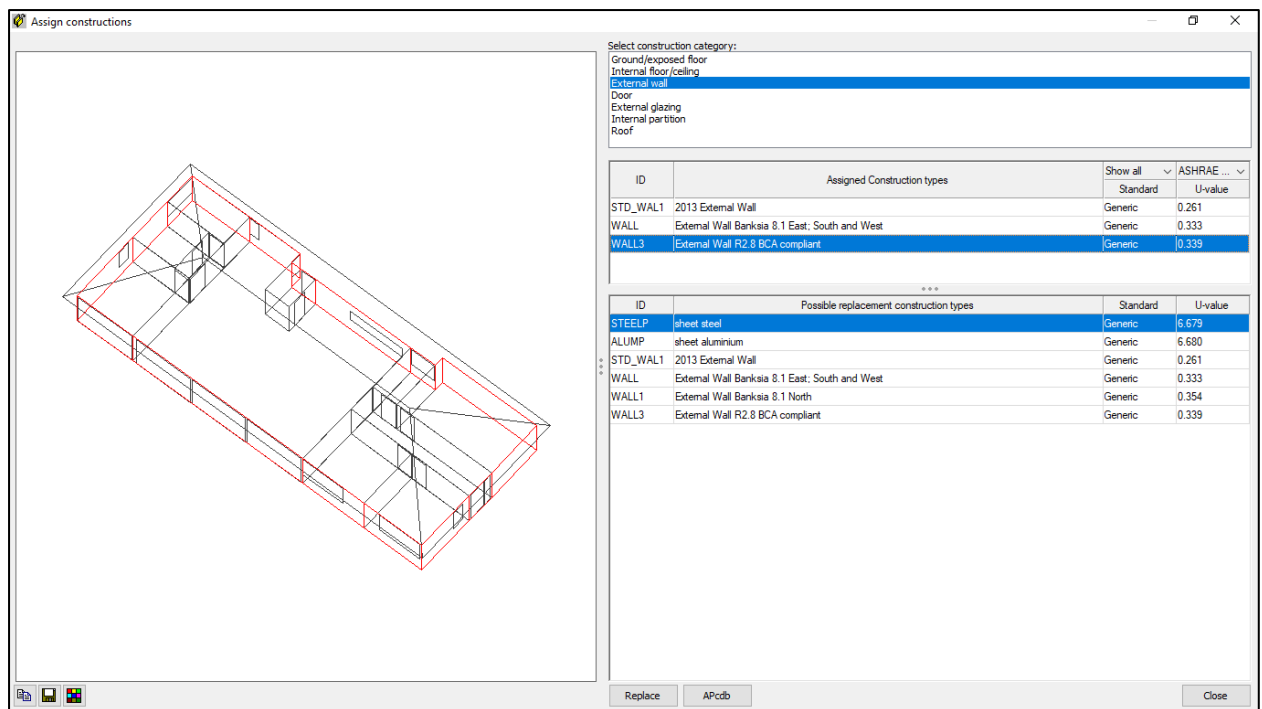 Assign constructions
Select construction category:
Ground/exposed floor
Internal floor/ceiling
External wall
Door
External glazing
Internal partition
Roof
ID Assigned Construction types Show all ASHRAE ...
Standard U-value
STD_WAL1 2013 External Wall Generic 0.261
WALL External Wall Banksia 8.1 East; South and West Generic 0.333
WALL3 External Wall R2.8 BCA compliant Generic 0.339
ID Possible replacement construction types Standard U-value
STEELP sheet steel Generic 6.679
ALUMP sheet aluminium Generic 6.680
STD_WAL1 2013 External Wall Generic 0.261
WALL External Wall Banksia 8.1 East; South and West Generic 0.333
WALL1 External Wall Banksia 8.1 North Generic 0.354
WALL3 External Wall R2.8 BCA compliant Generic 0.339
Replace APcdb Close